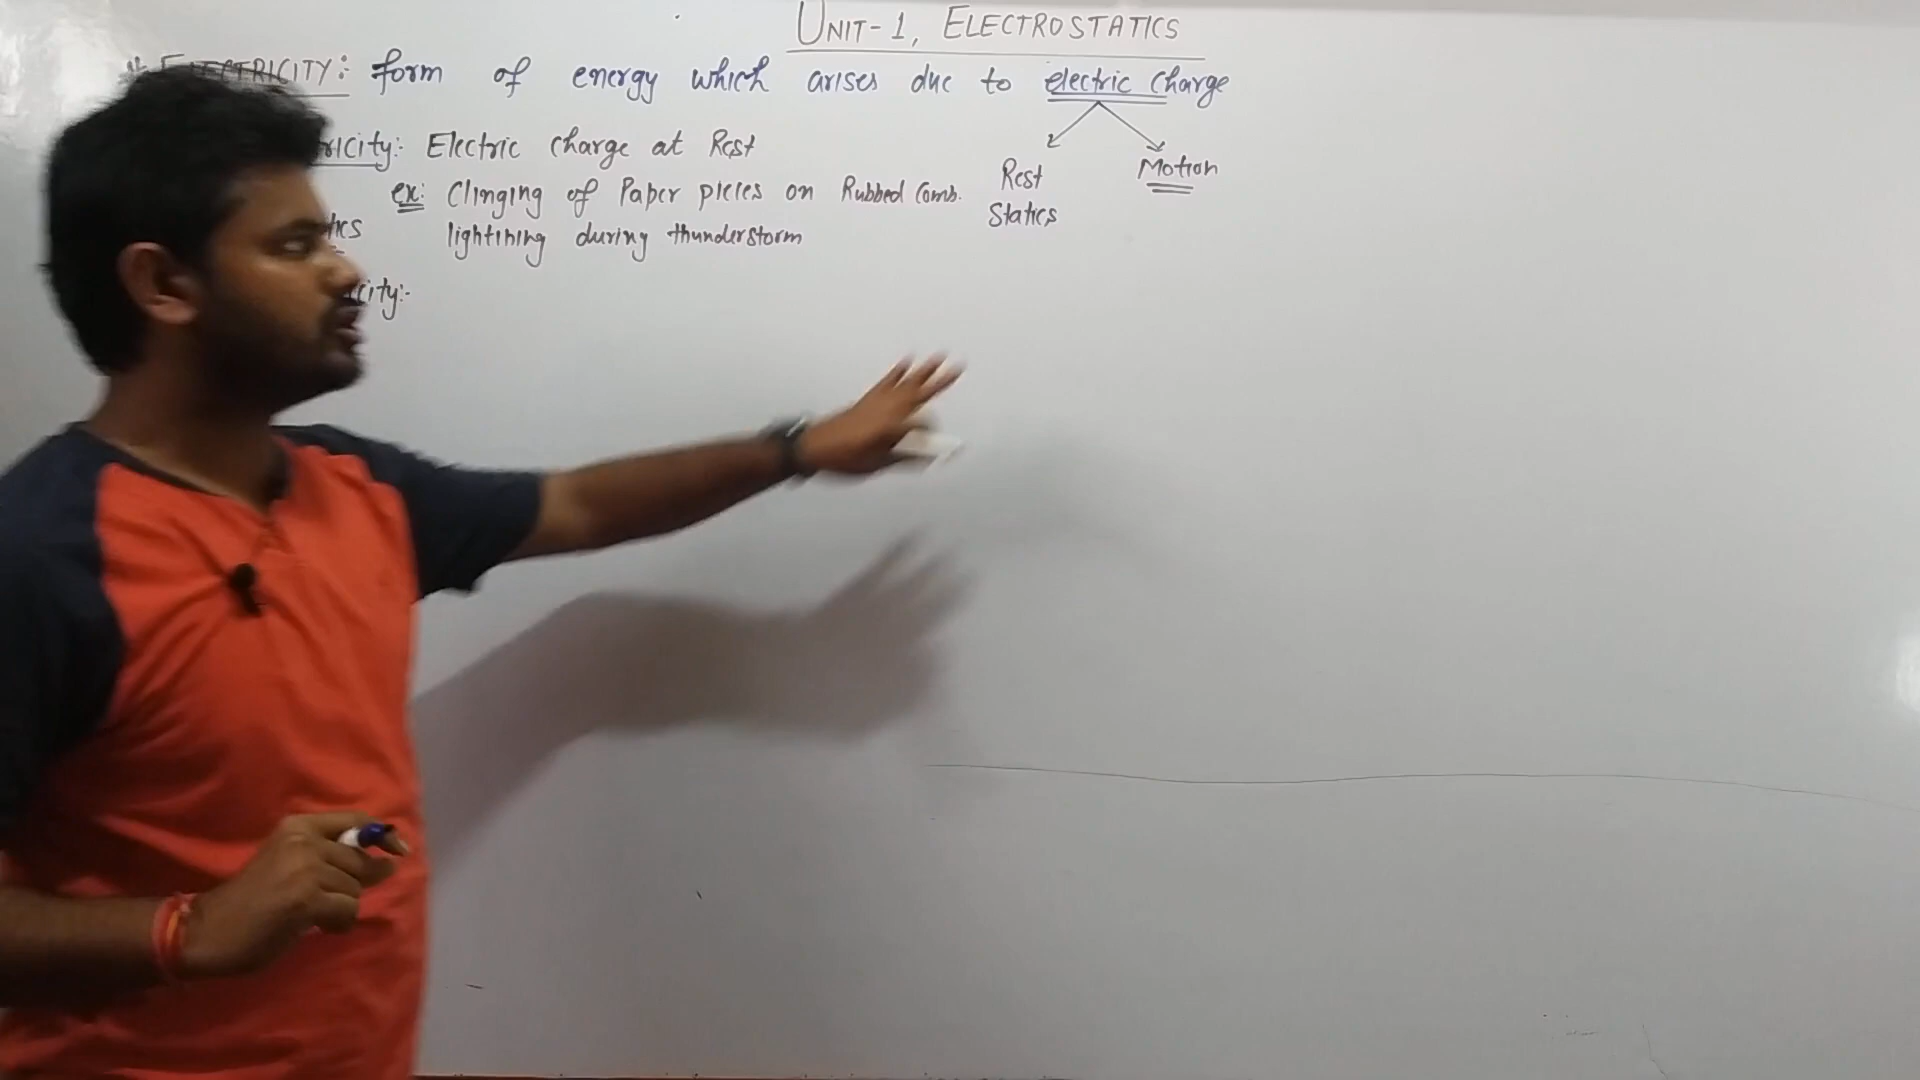 UNIT-1, ELECTROSTATICS
* ELECTRICITY: form of energy which arises due to electric charge
Electric charge at Rest
Rest
Motion
ex: Clinging of Paper pieces on Rubbed Comb.
Statics
lightining during thunderstorm